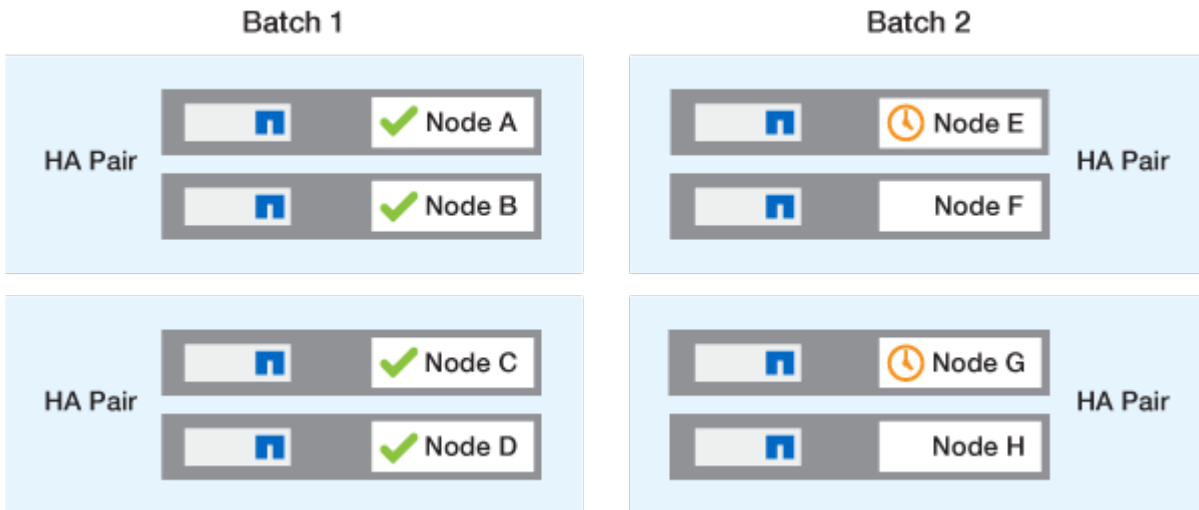 Batch 1
Batch 2
HA Pair
Node A
Node B
Node E
Node F
HA Pair
HA Pair
Node C
Node D
Node G
Node H
HA Pair